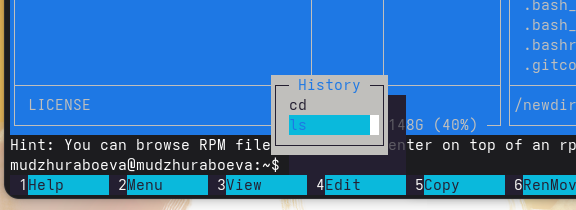 .bash_
.bash_
.bashr
.gitco
History
cd
LICENSE
/newdir
ls
148G (40%)
Hint: You can browse RPM file
enter on top of an rp
mudzhuraboeva@mudzhuraboeva:~$
1Help 2Menu 3View 4Edit 5Copy 6RenMov